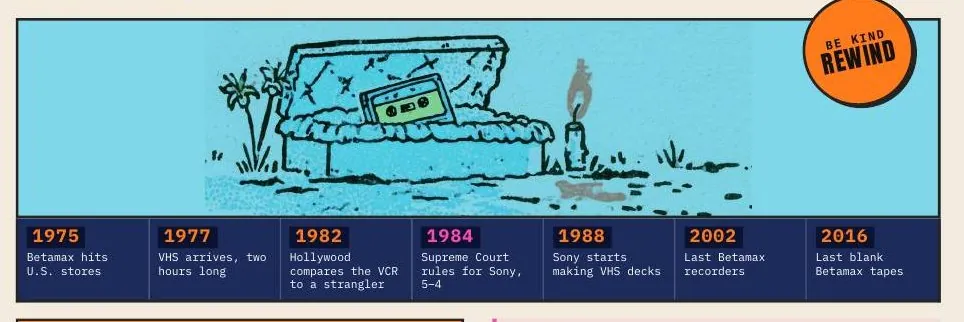 BE KIND
REWIND
1975
Betamax hits
U.S. stores
1977
VHS arrives, two
hours long
1982
Hollywood
compares the VCR
to a strangler
1984
Supreme Court
rules for Sony,
5–4
1988
Sony starts
making VHS decks
2002
Last Betamax
recorders
2016
Last blank
Betamax tapes